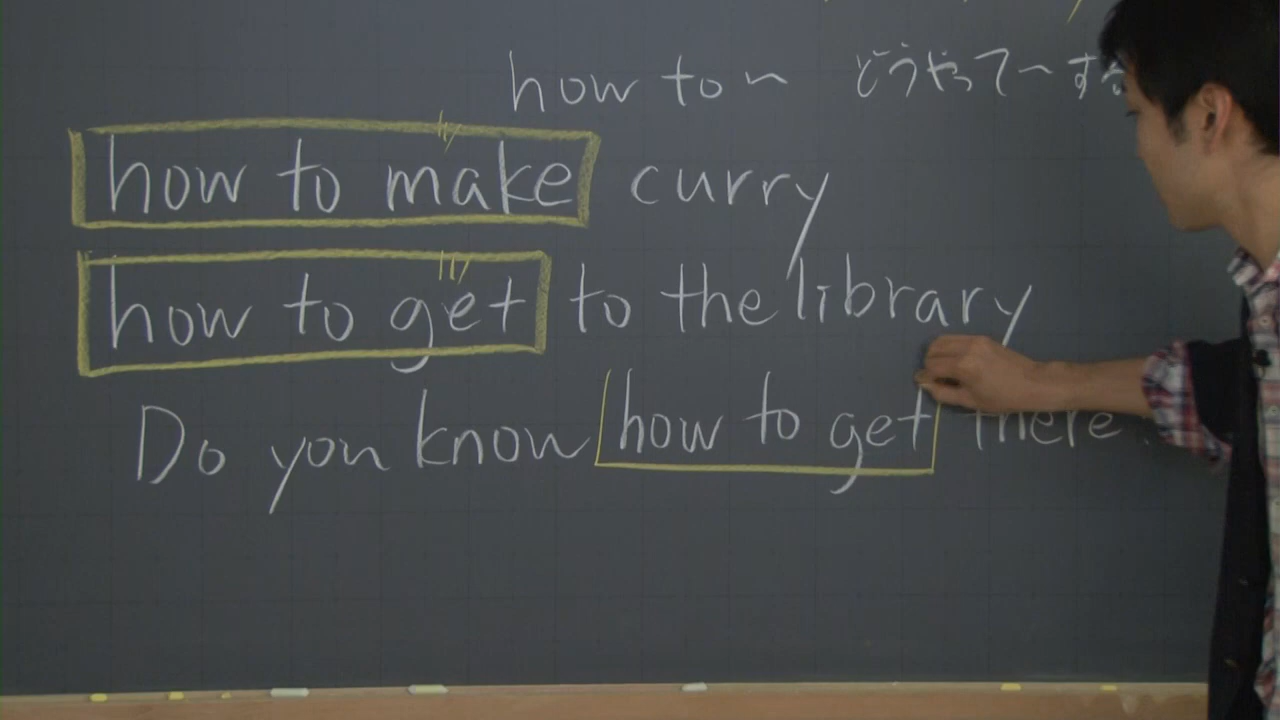 how to～ どうやって～する
how to make curry
how to get to the library
Do you know how to get there